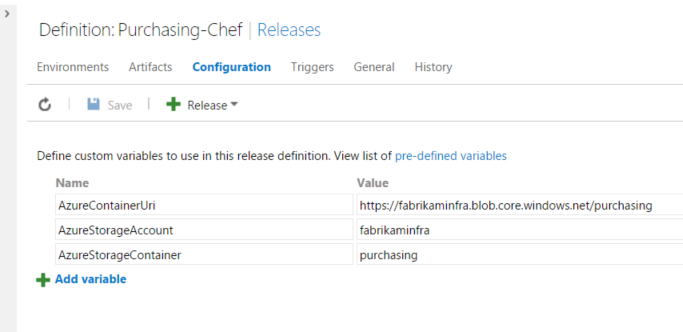 Definition: Purchasing-Chef | Releases
Environments Artifacts Configuration Triggers General History
Save Release
Define custom variables to use in this release definition. View list of pre-defined variables
Name Value
AzureContainerUri https://fabrikaminfra.blob.core.windows.net/purchasing
AzureStorageAccount fabrikaminfra
AzureStorageContainer purchasing
Add variable